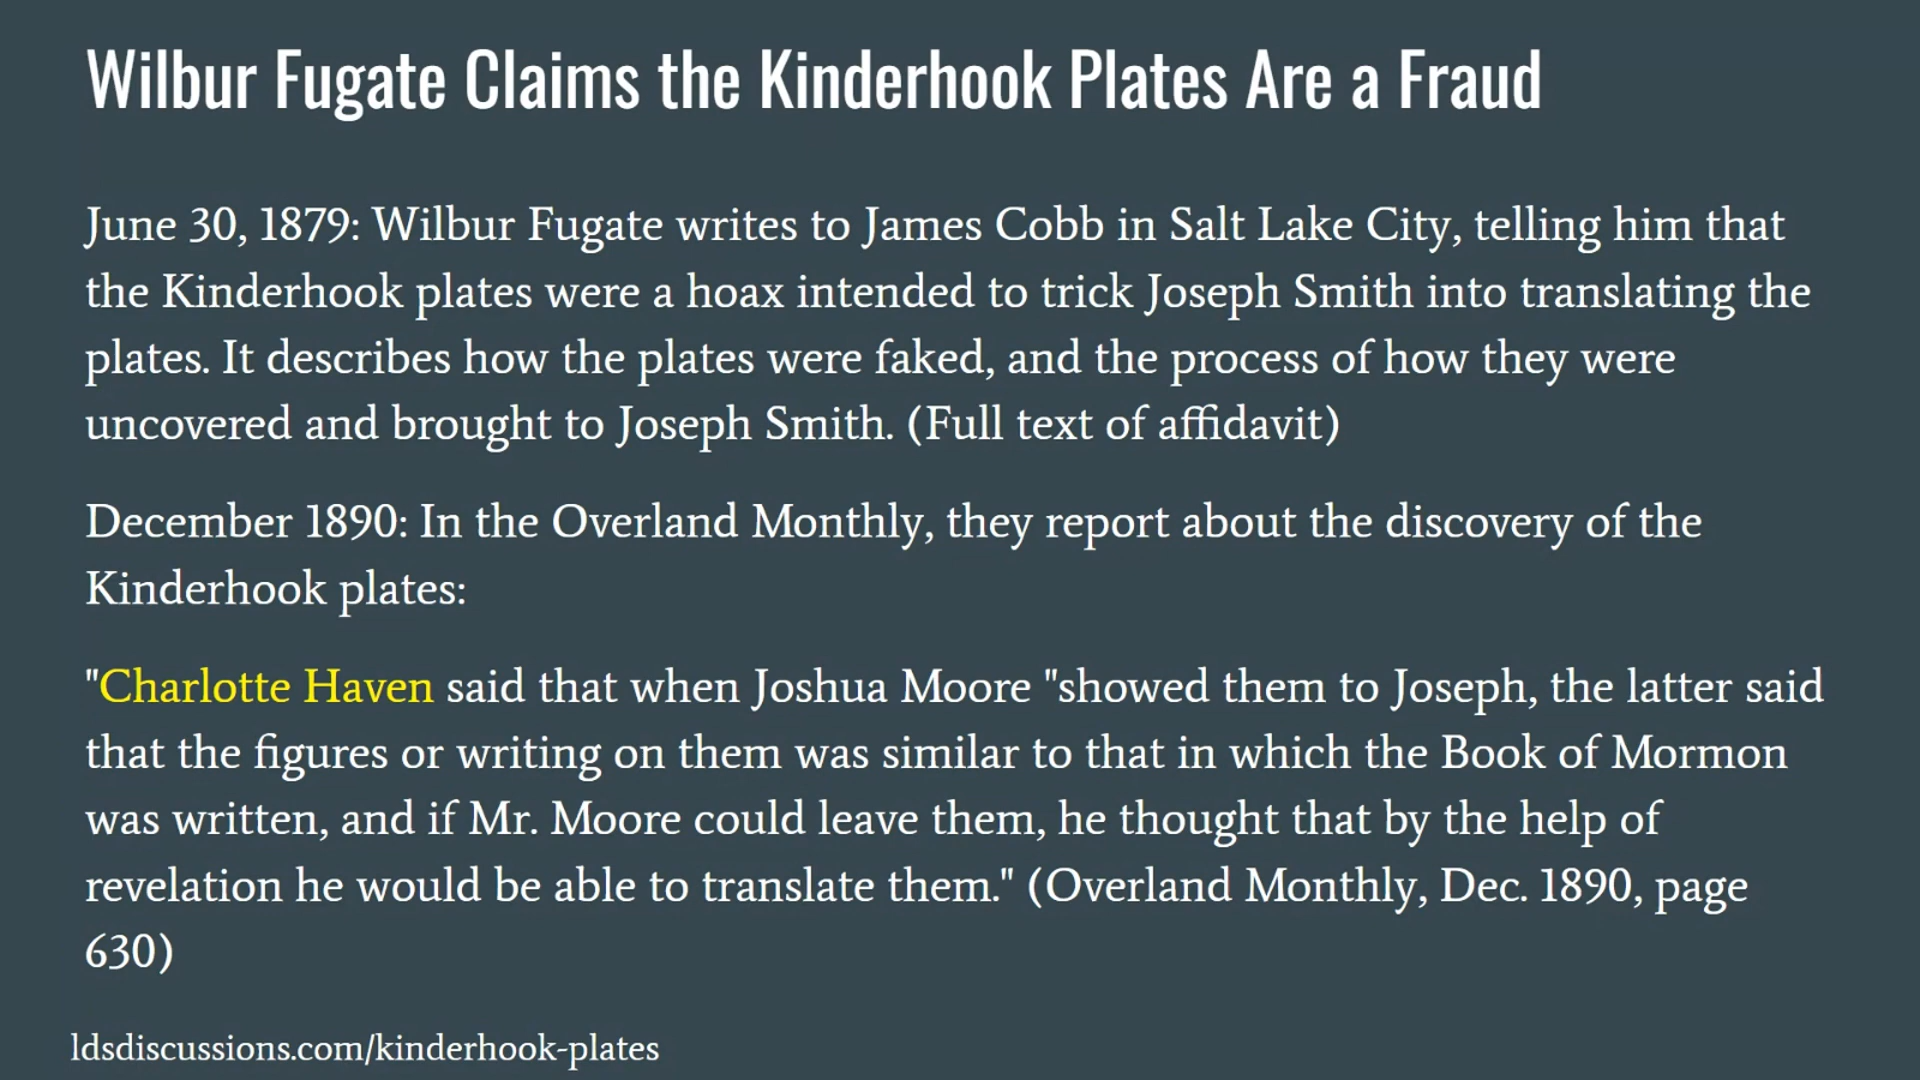 Wilbur Fugate Claims the Kinderhook Plates Are a Fraud
June 30, 1879: Wilbur Fugate writes to James Cobb in Salt Lake City, telling him that
the Kinderhook plates were a hoax intended to trick Joseph Smith into translating the
plates. It describes how the plates were faked, and the process of how they were
uncovered and brought to Joseph Smith. (Full text of affidavit)
December 1890: In the Overland Monthly, they report about the discovery of the
Kinderhook plates:
"Charlotte Haven said that when Joshua Moore "showed them to Joseph, the latter said
that the figures or writing on them was similar to that in which the Book of Mormon
was written, and if Mr. Moore could leave them, he thought that by the help of
revelation he would be able to translate them." (Overland Monthly, Dec. 1890, page
630)
ldsdiscussions.com/kinderhook-plates